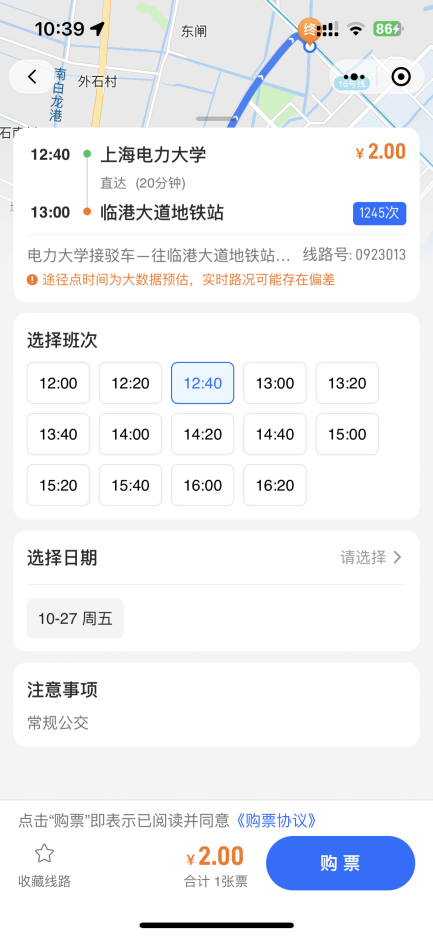 10:39
东闸
终
86
南白龙港
外石村
16号线
12:40 上海电力大学 ¥2.00
直达 (20分钟)
13:00 临港大道地铁站 1245次
电力大学接驳车—往临港大道地铁站... 线路号: 0923013
途径点时间为大数据预估，实时路况可能存在偏差
选择班次
12:00 12:20 12:40 13:00 13:20
13:40 14:00 14:20 14:40 15:00
15:20 15:40 16:00 16:20
选择日期 请选择
10-27 周五
注意事项
常规公交
点击“购票”即表示已阅读并同意《购票协议》
¥2.00 购 票
收藏线路 合计 1张票